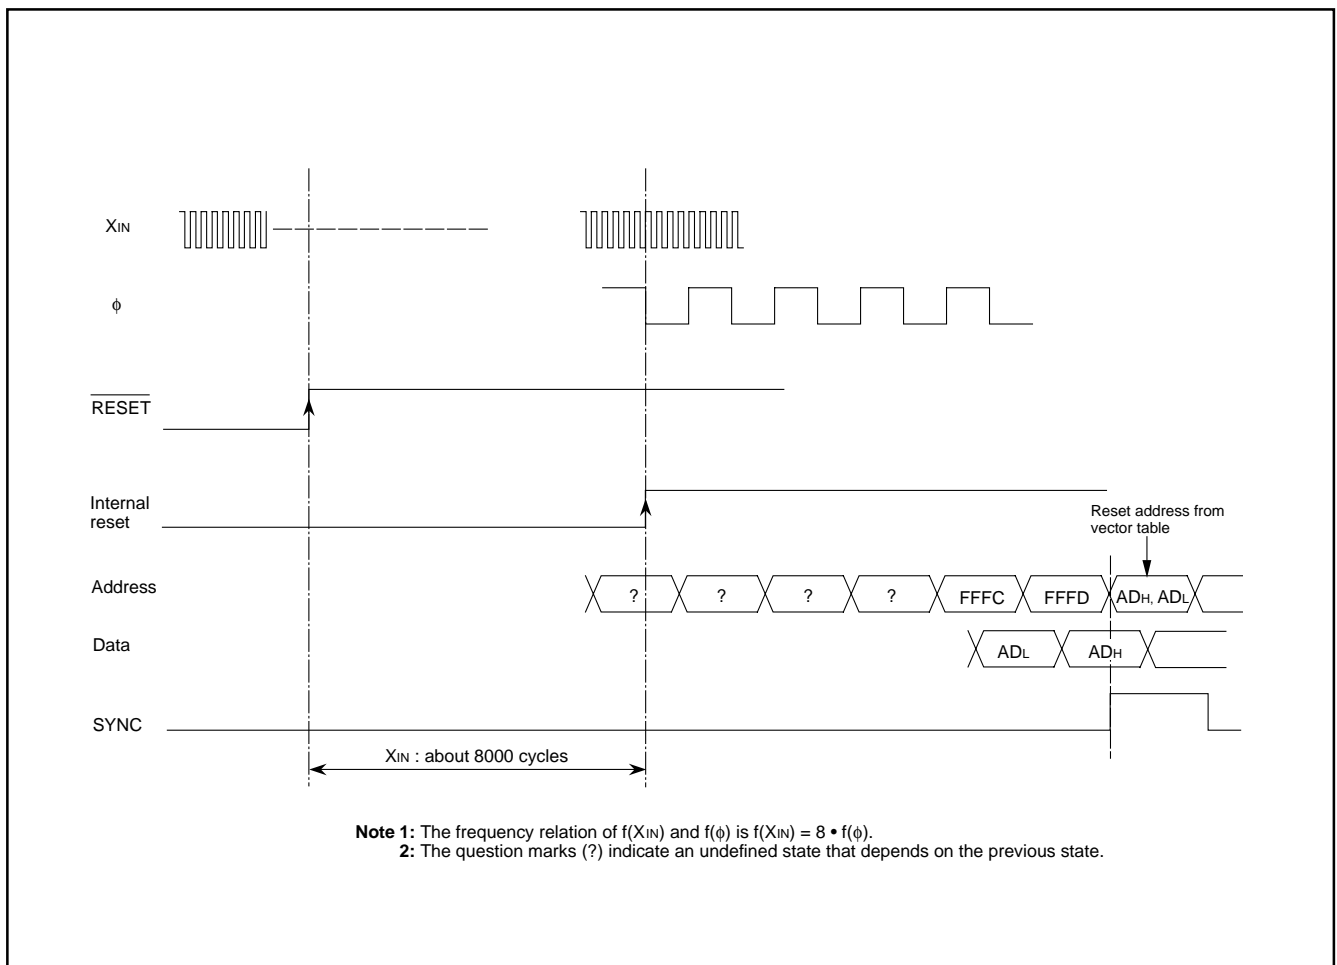 XIN
ϕ
RESET
Internal
reset
Reset address from
vector table
Address
? ? ? ? FFFC FFFD ADH, ADL
Data
ADL ADH
SYNC
XIN : about 8000 cycles
Note 1: The frequency relation of f(XIN) and f(ϕ) is f(XIN) = 8 • f(ϕ).
2: The question marks (?) indicate an undefined state that depends on the previous state.